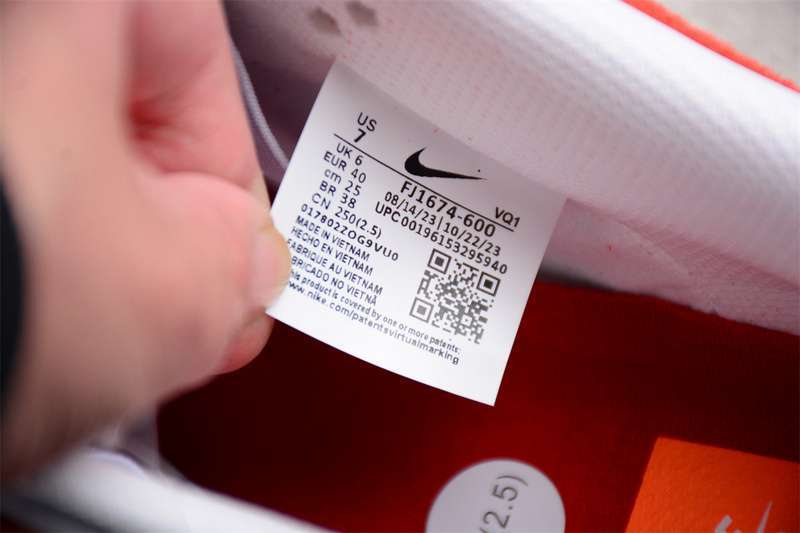 US
7
UK 6
EUR 40
cm 25
BR 38
CN 250(2.5)
FJ1674-600 VQ1
08/14/23 | 10/22/23
UPC00196153295940
017802ZOG9VU0
MADE IN VIETNAM
HECHO EN VIETNAM
FABRIQUE AU VIETNAM
FABRICADO NO VIETNÃ
This product is covered by one or more patents:
www.nike.com/patentsvirtualmarking
(2.5)